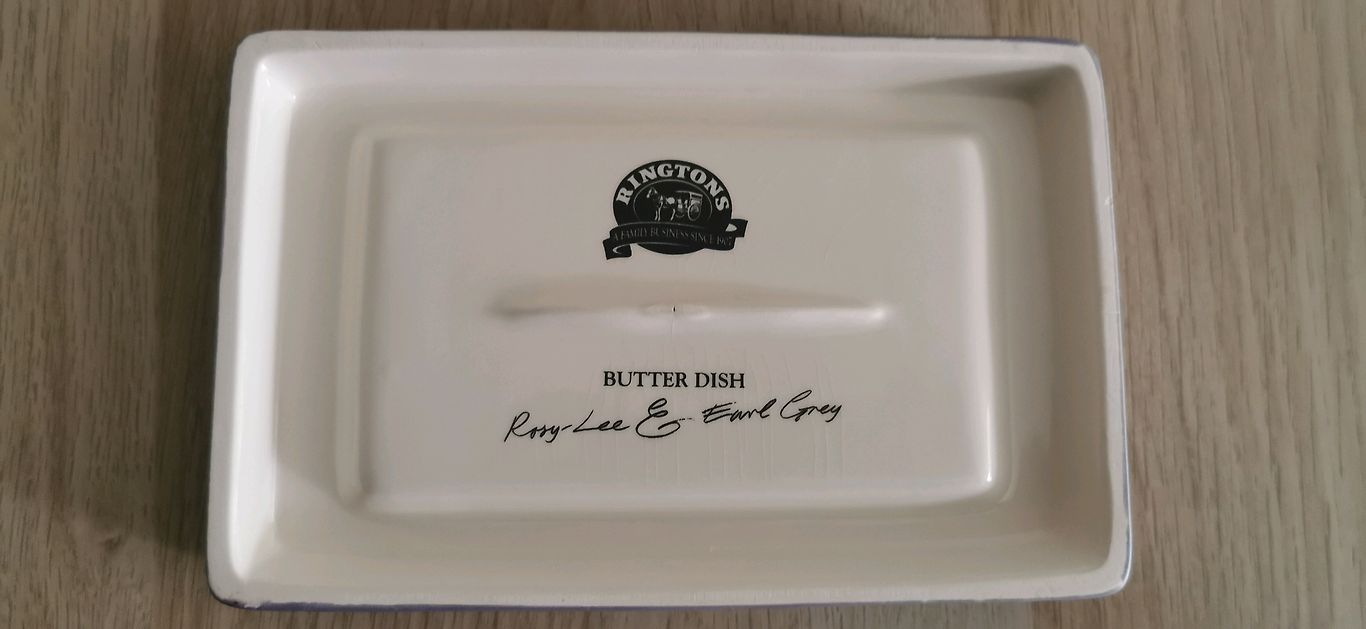 RINGTONS
A FAMILY BUSINESS SINCE 1907
BUTTER DISH
Rosy-Lee & Earl Grey